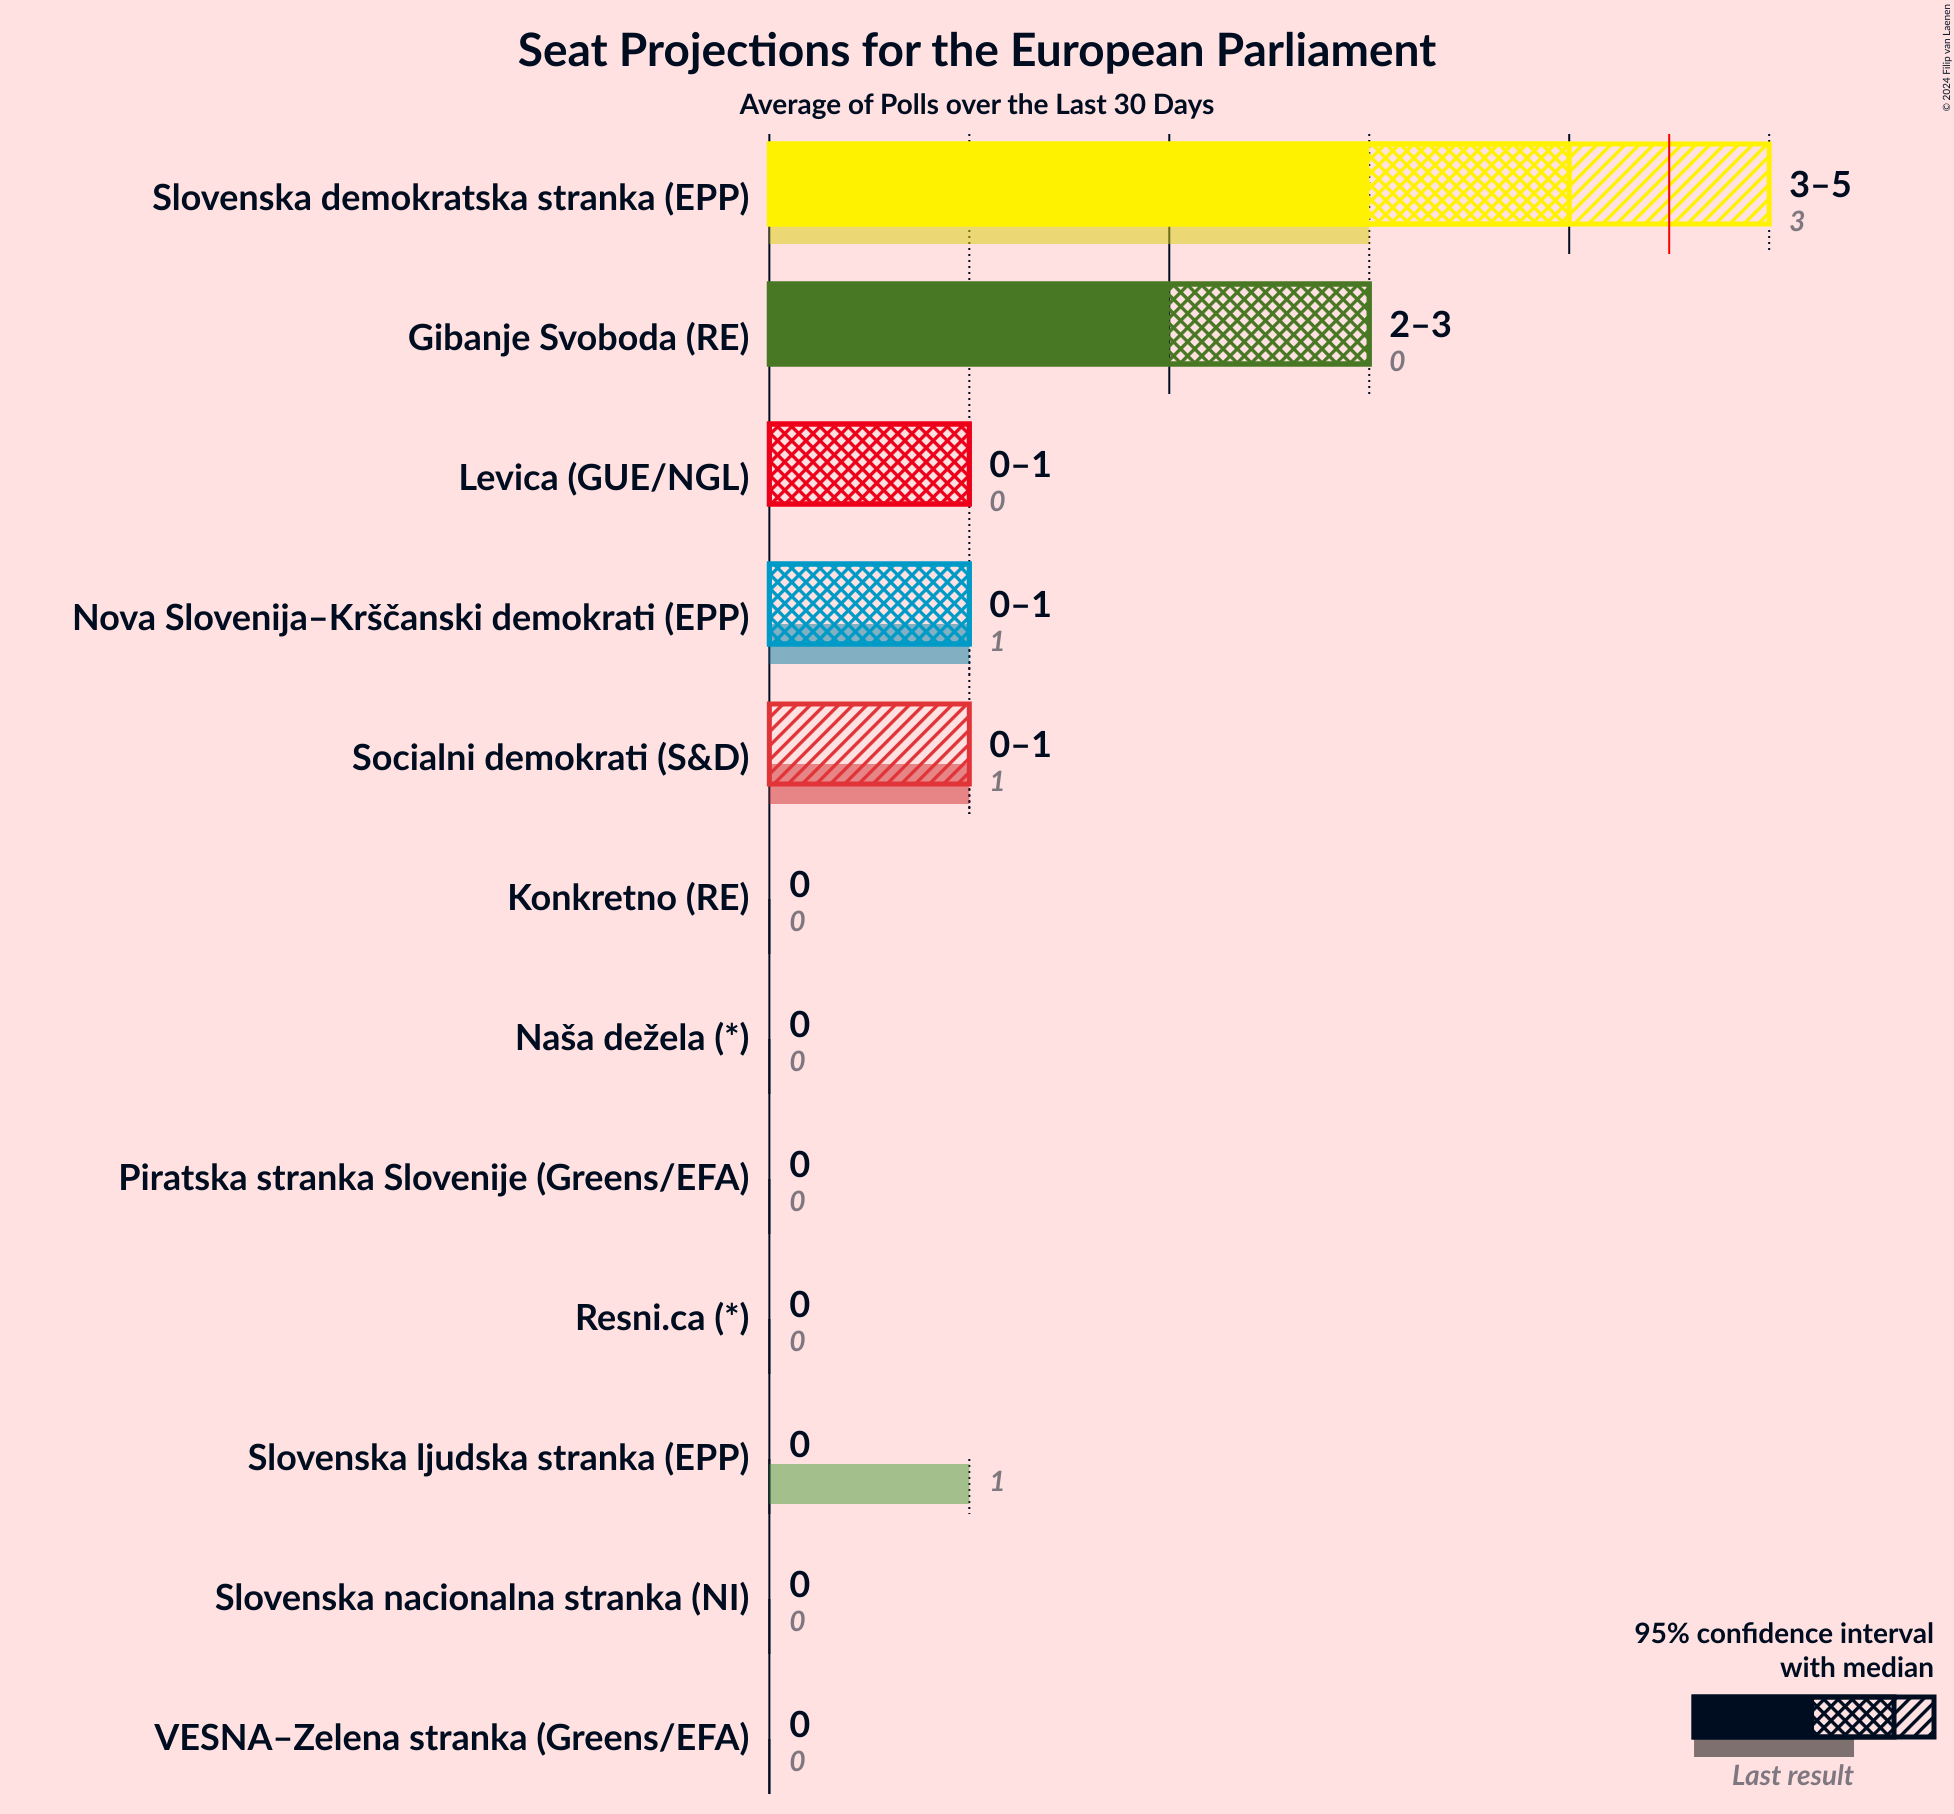 Seat Projections for the European Parliament
Average of Polls over the Last 30 Days
© 2024 Filip van Laenen
Slovenska demokratska stranka (EPP)
3–5
3
Gibanje Svoboda (RE)
2–3
0
Levica (GUE/NGL)
0–1
0
Nova Slovenija–Krščanski demokrati (EPP)
0–1
1
Socialni demokrati (S&D)
0–1
1
Konkretno (RE)
0
0
Naša dežela (*)
0
0
Piratska stranka Slovenije (Greens/EFA)
0
0
Resni.ca (*)
0
0
Slovenska ljudska stranka (EPP)
0
1
Slovenska nacionalna stranka (NI)
0
0
VESNA–Zelena stranka (Greens/EFA)
0
0
95% confidence interval
with median
Last result